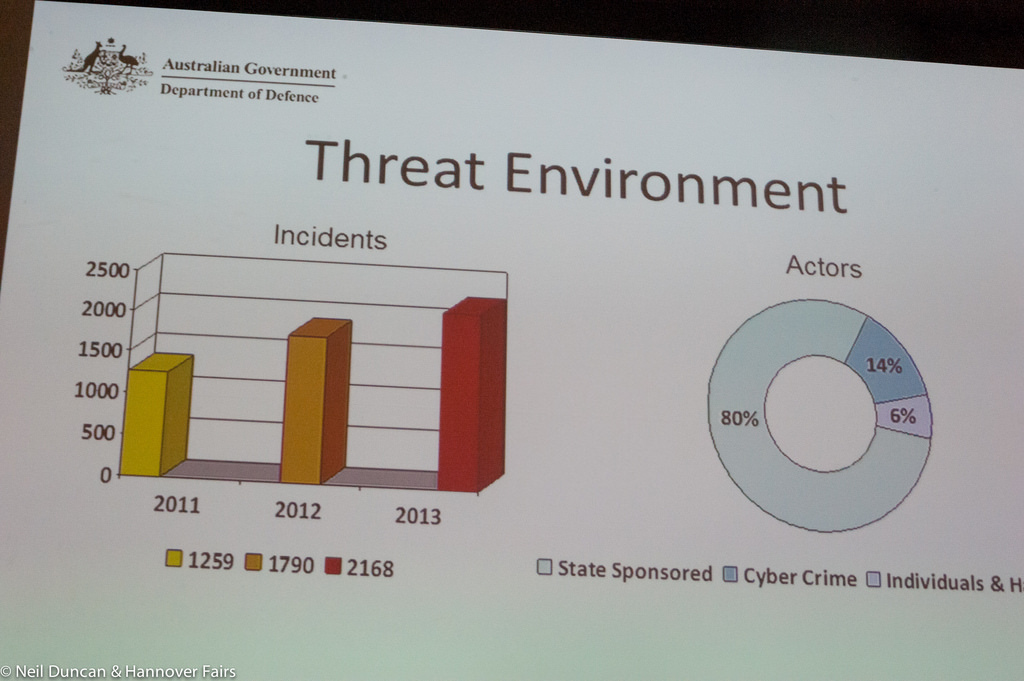 Australian Government
Department of Defence
Threat Environment
Incidents
2500
2000
1500
1000
500
0
2011 2012 2013
1259 1790 2168
Actors
14%
6%
80%
State Sponsored Cyber Crime Individuals &
© Neil Duncan & Hannover Fairs